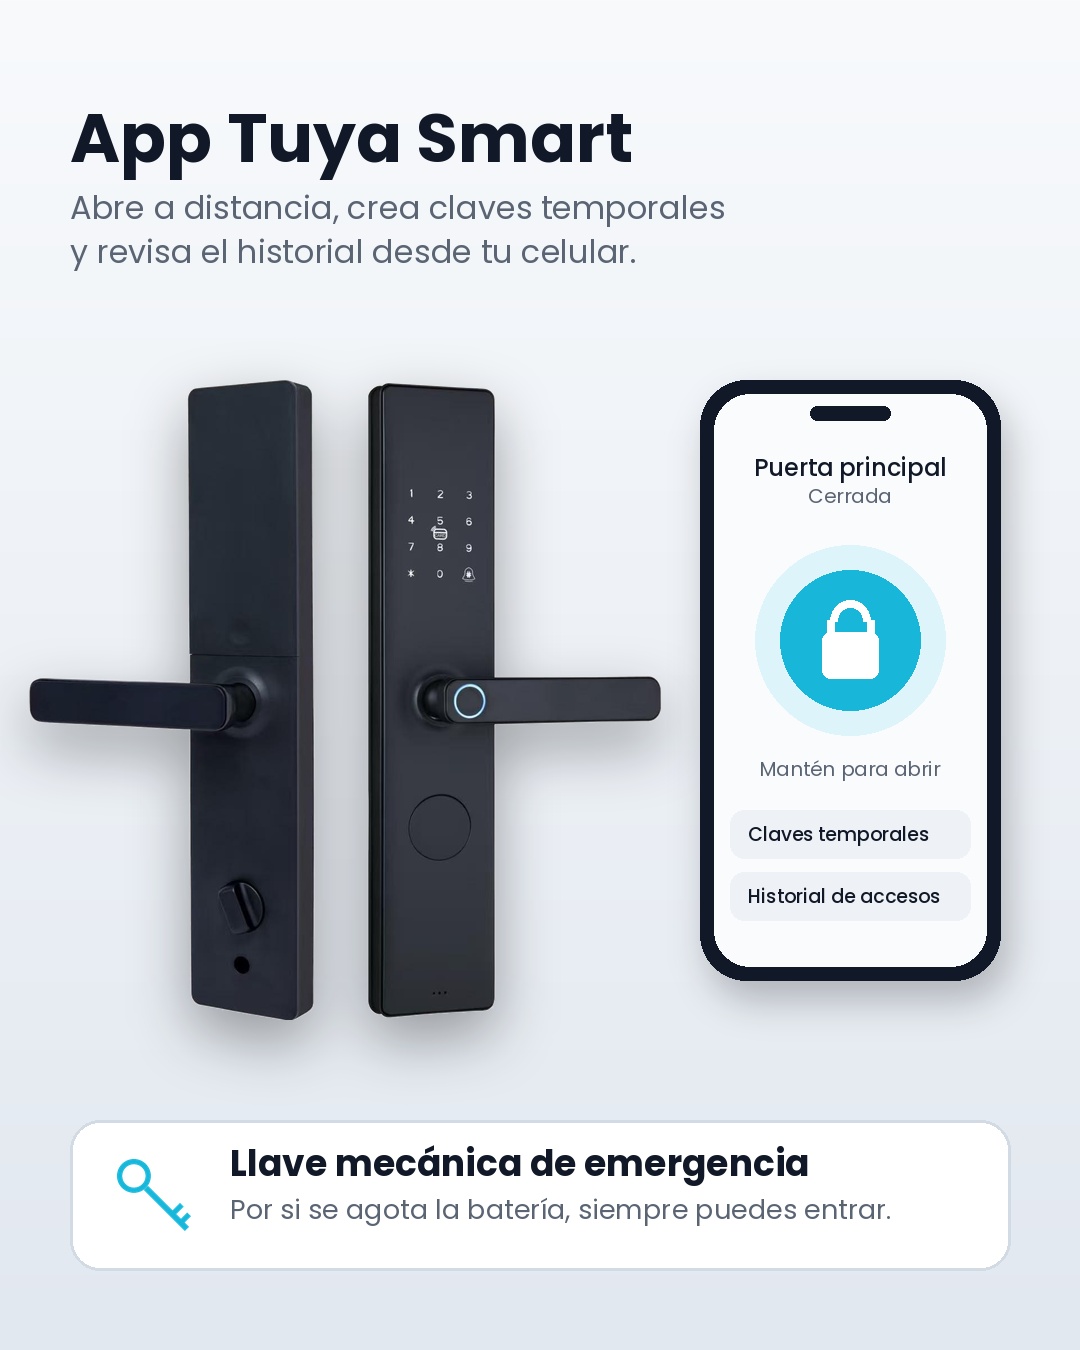 App Tuya Smart
Abre a distancia, crea claves temporales
y revisa el historial desde tu celular.
1 2 3
4 5 6
7 8 9
* 0
Puerta principal
Cerrada
Mantén para abrir
Claves temporales
Historial de accesos
Llave mecánica de emergencia
Por si se agota la batería, siempre puedes entrar.